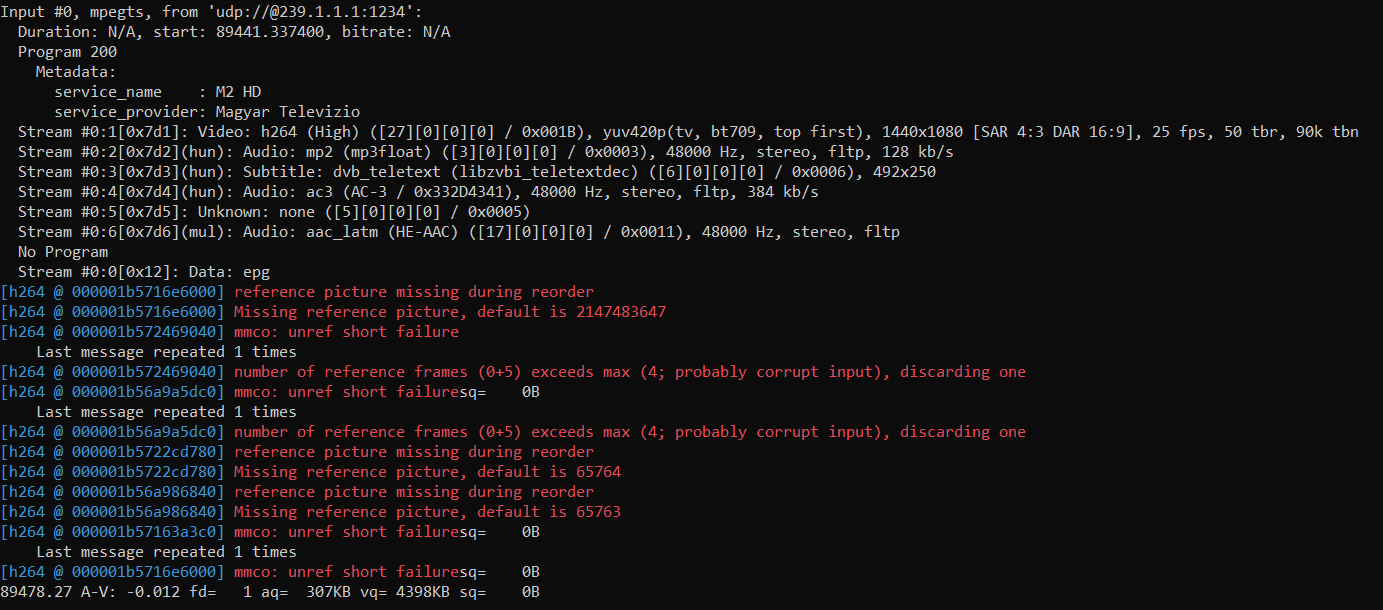 Input #0, mpegts, from 'udp://@239.1.1.1:1234':
Duration: N/A, start: 89441.337400, bitrate: N/A
Program 200
Metadata:
service_name    : M2 HD
service_provider: Magyar Televizio
Stream #0:1[0x7d1]: Video: h264 (High) ([27][0][0][0] / 0x001B), yuv420p(tv, bt709, top first), 1440x1080 [SAR 4:3 DAR 16:9], 25 fps, 50 tbr, 90k tbn
Stream #0:2[0x7d2](hun): Audio: mp2 (mp3float) ([3][0][0][0] / 0x0003), 48000 Hz, stereo, fltp, 128 kb/s
Stream #0:3[0x7d3](hun): Subtitle: dvb_teletext (libzvbi_teletextdec) ([6][0][0][0] / 0x0006), 492x250
Stream #0:4[0x7d4](hun): Audio: ac3 (AC-3 / 0x332D4341), 48000 Hz, stereo, fltp, 384 kb/s
Stream #0:5[0x7d5]: Unknown: none ([5][0][0][0] / 0x0005)
Stream #0:6[0x7d6](mul): Audio: aac_latm (HE-AAC) ([17][0][0][0] / 0x0011), 48000 Hz, stereo, fltp
No Program
Stream #0:0[0x12]: Data: epg
[h264 @ 000001b5716e6000] reference picture missing during reorder
[h264 @ 000001b5716e6000] Missing reference picture, default is 2147483647
[h264 @ 000001b572469040] mmco: unref short failure
Last message repeated 1 times
[h264 @ 000001b572469040] number of reference frames (0+5) exceeds max (4; probably corrupt input), discarding one
[h264 @ 000001b56a9a5dc0] mmco: unref short failuresq=    0B
Last message repeated 1 times
[h264 @ 000001b56a9a5dc0] number of reference frames (0+5) exceeds max (4; probably corrupt input), discarding one
[h264 @ 000001b5722cd780] reference picture missing during reorder
[h264 @ 000001b5722cd780] Missing reference picture, default is 65764
[h264 @ 000001b56a986840] reference picture missing during reorder
[h264 @ 000001b56a986840] Missing reference picture, default is 65763
[h264 @ 000001b57163a3c0] mmco: unref short failuresq=    0B
Last message repeated 1 times
[h264 @ 000001b5716e6000] mmco: unref short failuresq=    0B
89478.27 A-V: -0.012 fd=   1 aq=  307KB vq= 4398KB sq=    0B